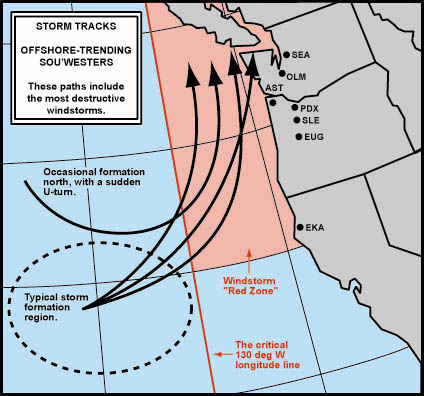 STORM TRACKS
OFFSHORE-TRENDING
SOU'WESTERS
These paths include
the most destructive
windstorms.
SEA
OLM
AST
PDX
SLE
EUG
Occasional formation
north, with a sudden
U-turn.
EKA
Windstorm
"Red Zone"
Typical storm
formation
region.
The critical
130 deg W
longitude line